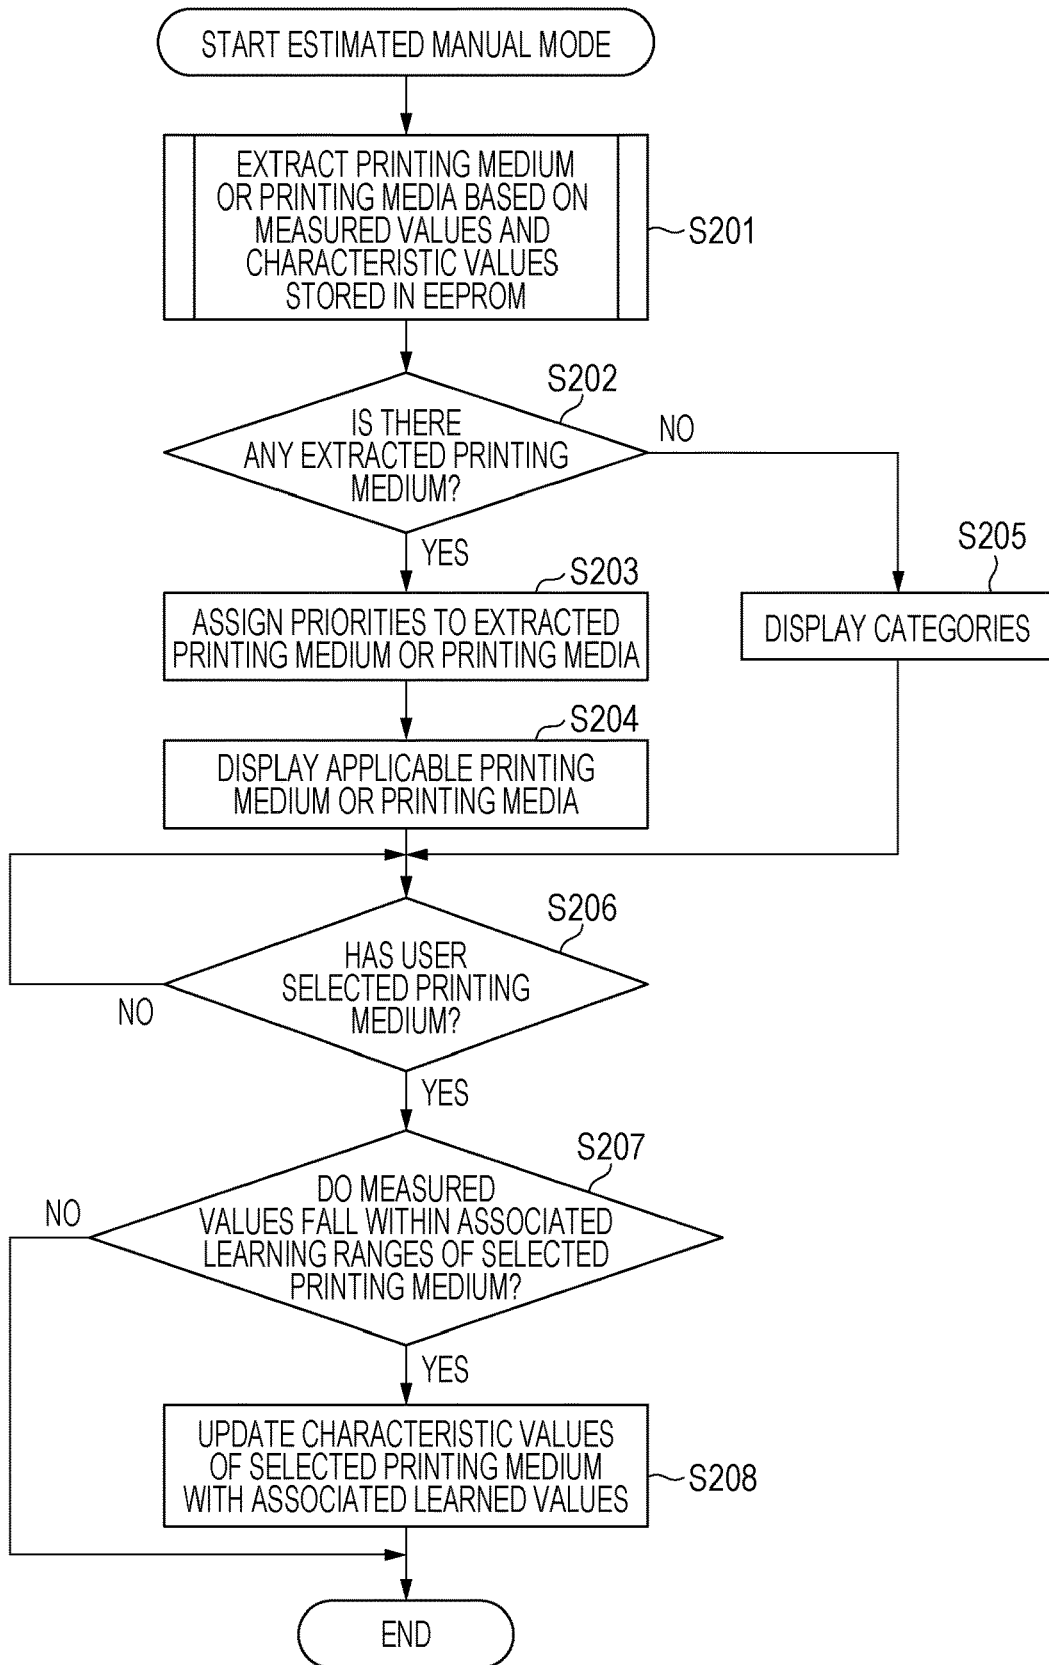 START ESTIMATED MANUAL MODE
EXTRACT PRINTING MEDIUM
OR PRINTING MEDIA BASED ON
MEASURED VALUES AND
CHARACTERISTIC VALUES
STORED IN EEPROM
S201
S202
IS THERE
ANY EXTRACTED PRINTING
MEDIUM?
NO
YES
S203
ASSIGN PRIORITIES TO EXTRACTED
PRINTING MEDIUM OR PRINTING MEDIA
S205
DISPLAY CATEGORIES
S204
DISPLAY APPLICABLE PRINTING
MEDIUM OR PRINTING MEDIA
S206
HAS USER
SELECTED PRINTING
MEDIUM?
NO
YES
S207
DO MEASURED
VALUES FALL WITHIN ASSOCIATED
LEARNING RANGES OF SELECTED
PRINTING MEDIUM?
NO
YES
UPDATE CHARACTERISTIC VALUES
OF SELECTED PRINTING MEDIUM
WITH ASSOCIATED LEARNED VALUES
S208
END